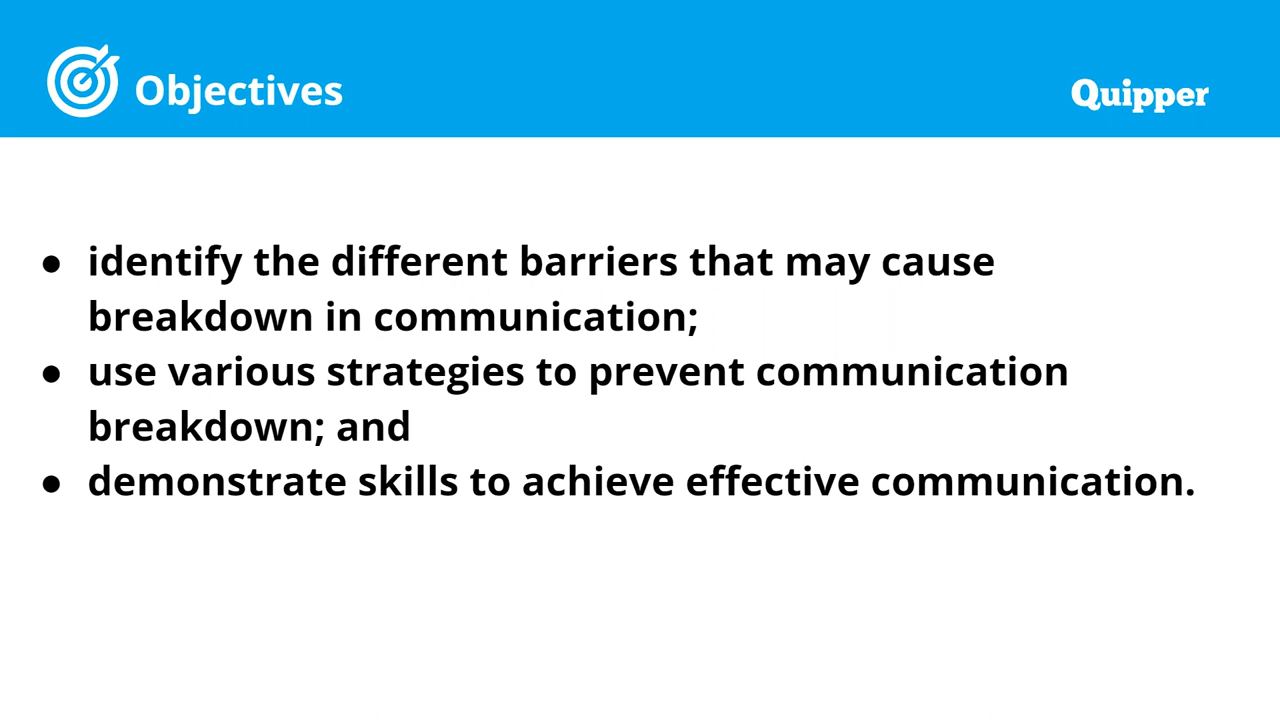 Objectives
Quipper
● identify the different barriers that may cause
breakdown in communication;
● use various strategies to prevent communication
breakdown; and
● demonstrate skills to achieve effective communication.